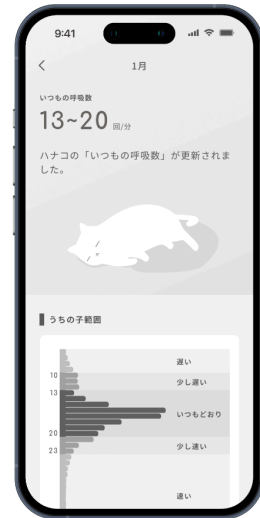 9:41
1月
いつもの呼吸数
13~20 回/分
ハナコの「いつもの呼吸数」が更新されま
した。
うちの子範囲
遅い
10
少し遅い
13
いつもどおり
20
少し速い
23
速い